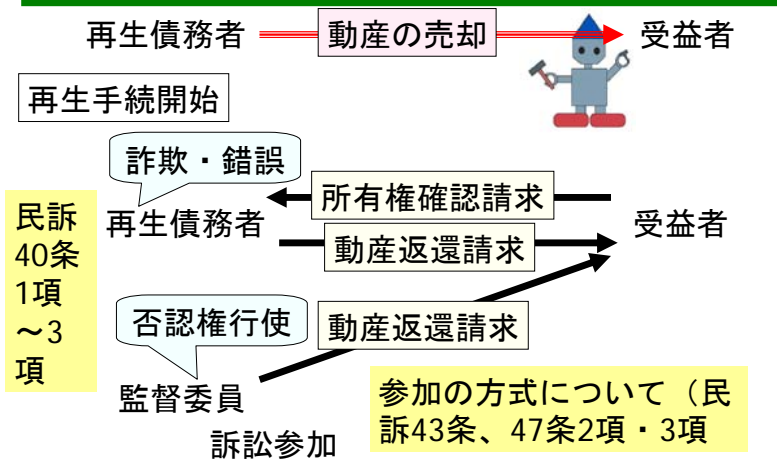 再生債務者
動産の売却
受益者
再生手続開始
詐欺・錯誤
所有権確認請求
民訴
40条
1項
～3
項
再生債務者
受益者
動産返還請求
否認権行使
動産返還請求
監督委員
参加の方式について（民
訴43条、47条2項・3項
訴訟参加